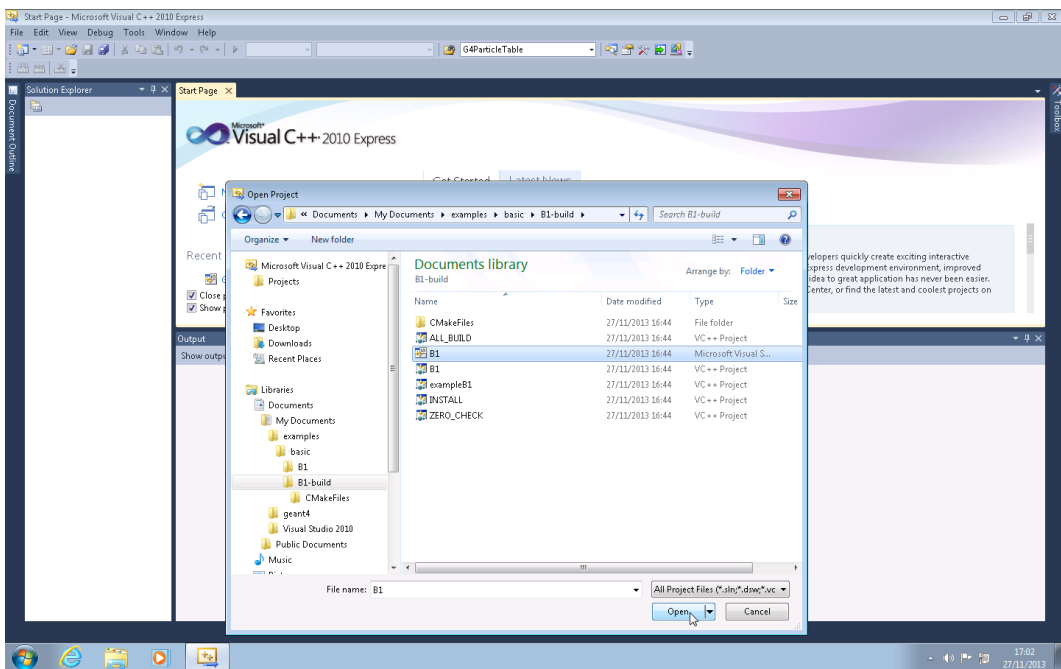 Start Page - Microsoft Visual C++ 2010 Express
File Edit View Debug Tools Window Help
G4ParticleTable
Document Outline
Solution Explorer
Start Page
Toolbox
Microsoft®
Visual C++ 2010 Express
Get Started Latest News
Open Project
« Documents ▸ My Documents ▸ examples ▸ basic ▸ B1-build ▸
Search B1-build
Organize New folder
Microsoft Visual C++ 2010 Expre
Projects
Favorites
Desktop
Downloads
Recent Places
Libraries
Documents
My Documents
examples
basic
B1
B1-build
CMakeFiles
geant4
Visual Studio 2010
Public Documents
Music
Documents library
B1-build
Arrange by: Folder
Name Date modified Type Size
CMakeFiles 27/11/2013 16:44 File folder
ALL_BUILD 27/11/2013 16:44 VC++ Project
B1 27/11/2013 16:44 Microsoft Visual S...
B1 27/11/2013 16:44 VC++ Project
exampleB1 27/11/2013 16:44 VC++ Project
INSTALL 27/11/2013 16:44 VC++ Project
ZERO_CHECK 27/11/2013 16:44 VC++ Project
File name: B1
All Project Files (*.sln;*.dsw;*.vc
Open Cancel
Recent
Close
Show
velopers quickly create exciting interactive
xpress development environment, improved
idea to great application has never been easier.
Center, or find the latest and coolest projects on
Output
Show outpu
17:02
27/11/2013